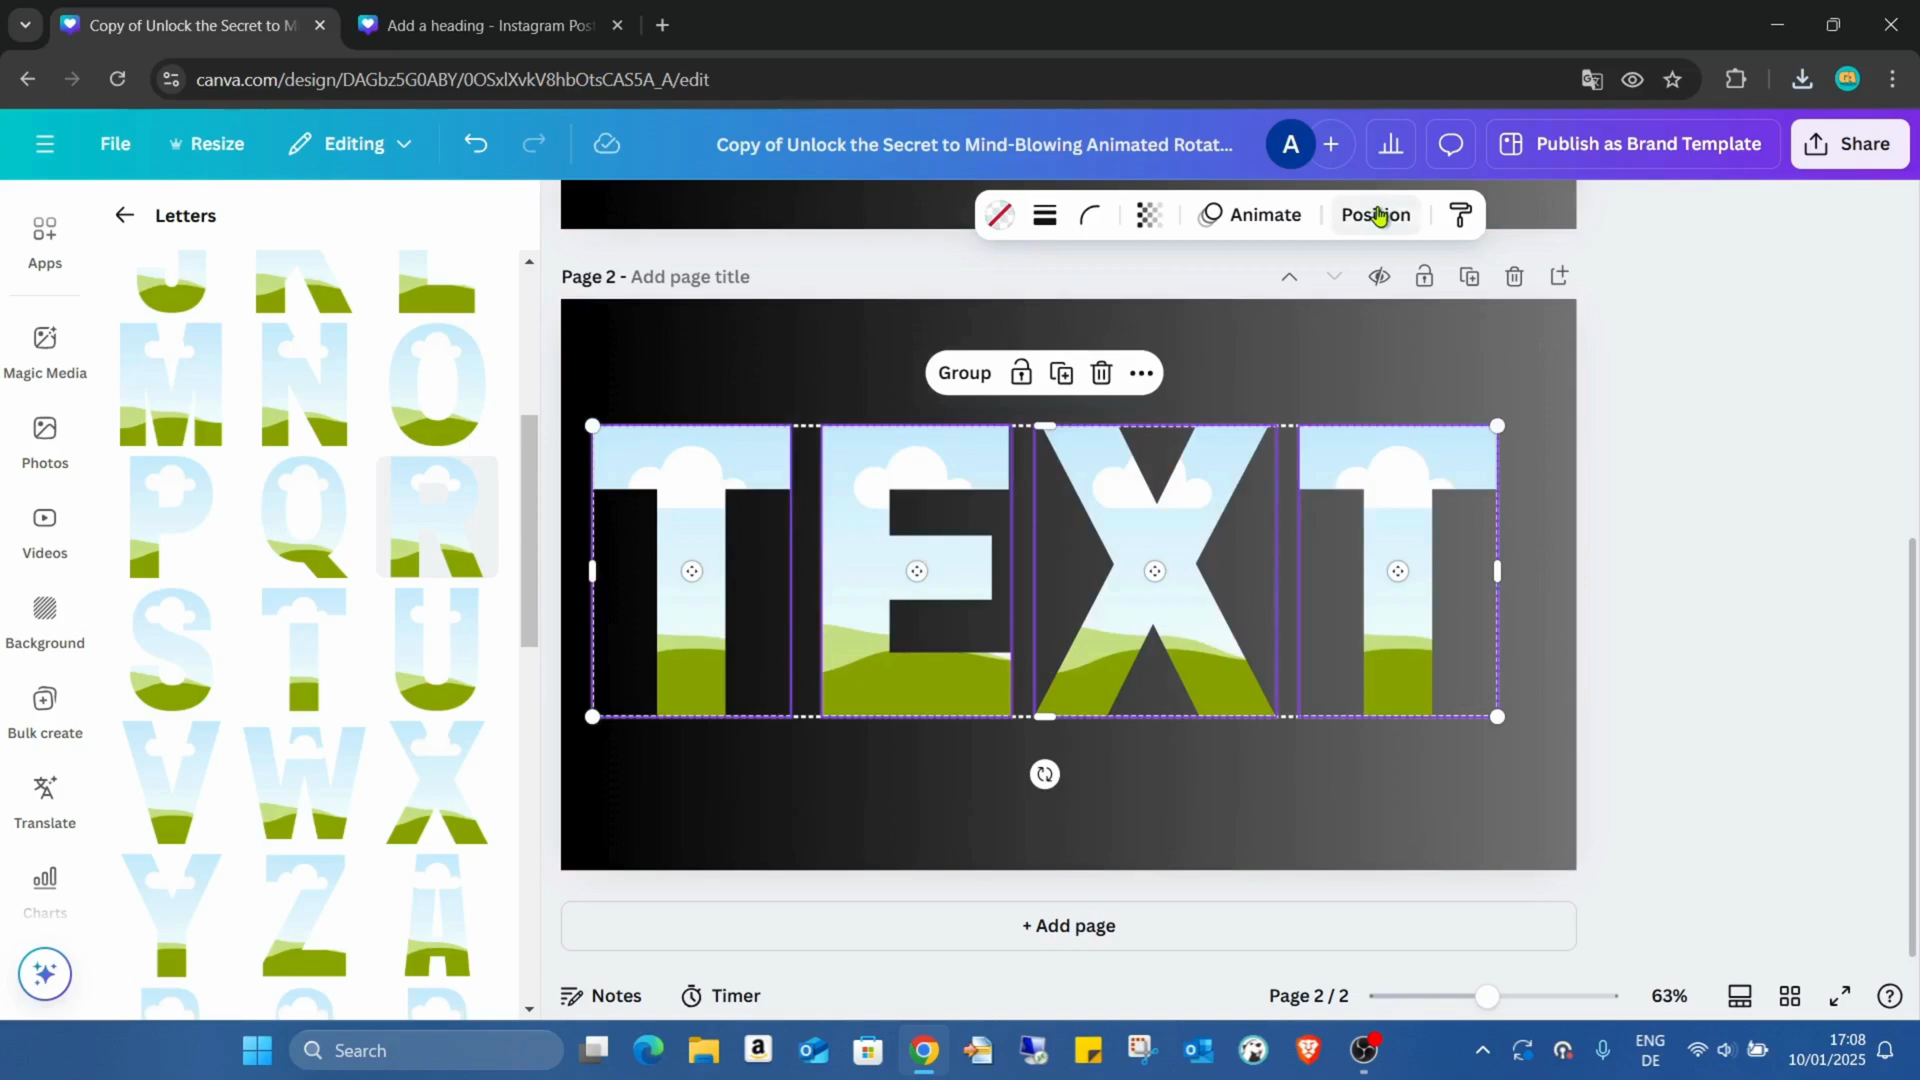 Copy of Unlock the Secret to M
Add a heading - Instagram Post
canva.com/design/DAGbz5G0ABY/0OSxlXvkV8hbOtsCAS5A_A/edit
File
Resize
Editing
Copy of Unlock the Secret to Mind-Blowing Animated Rotat...
A
Publish as Brand Template
Share
Apps
Magic Media
Photos
Videos
Background
Bulk create
Translate
Charts
Letters
J K L
M N O
P Q R
S T U
V W X
Y Z A
Animate
Position
Page 2 - Add page title
Group
TEXT
+ Add page
Notes
Timer
Page 2 / 2
63%
Search
ENG
DE
17:08
10/01/2025